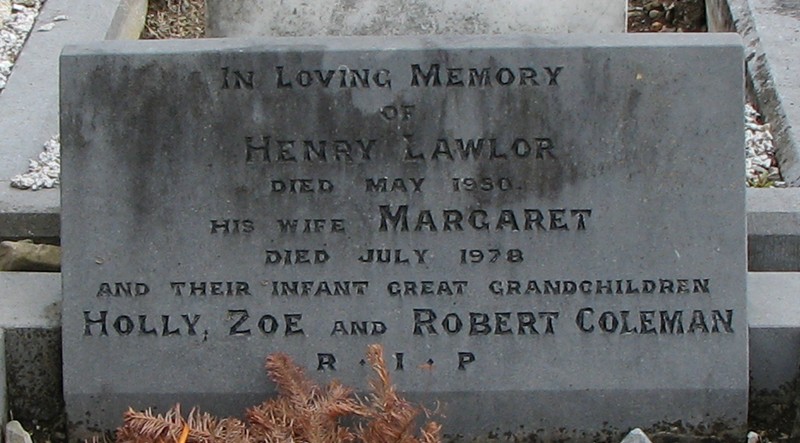 In Loving Memory
of
Henry Lawlor
died May 1950.
his wife Margaret
died July 1978
and their infant great grandchildren
Holly, Zoe and Robert Coleman
R · I · P